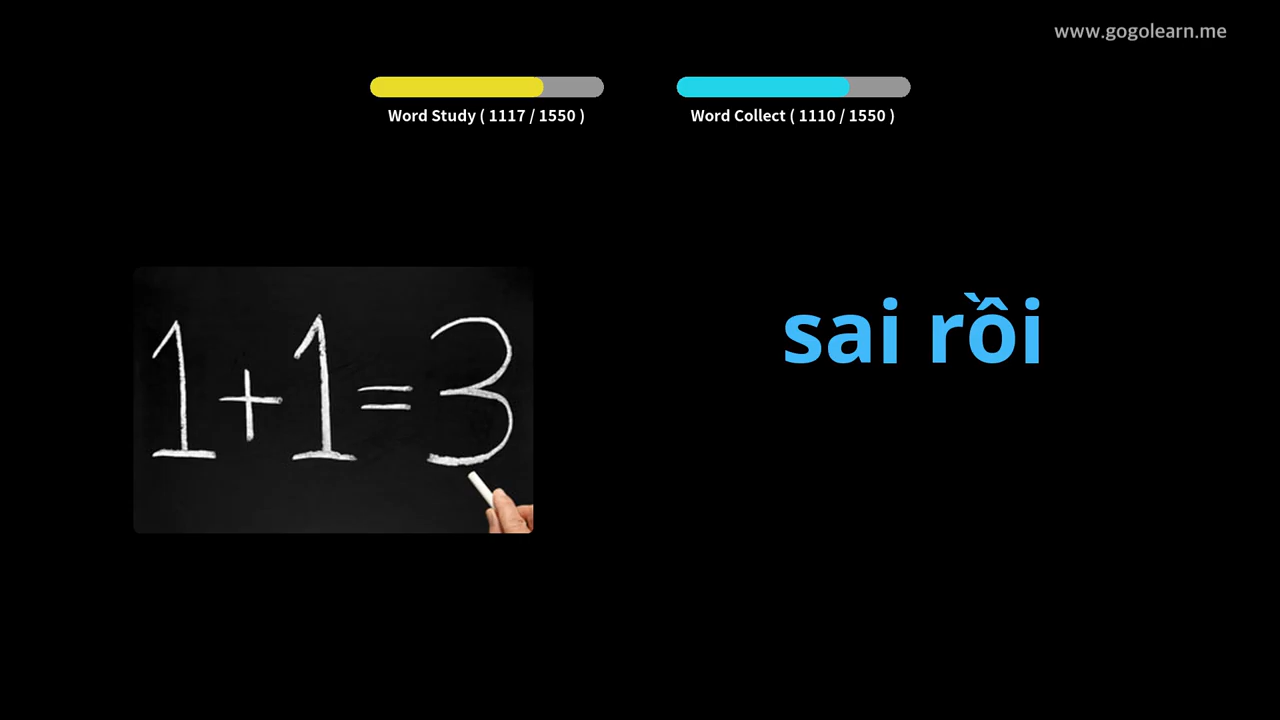 www.gogolearn.me
Word Study ( 1117 / 1550 )
Word Collect ( 1110 / 1550 )
1+1=3
sai rồi